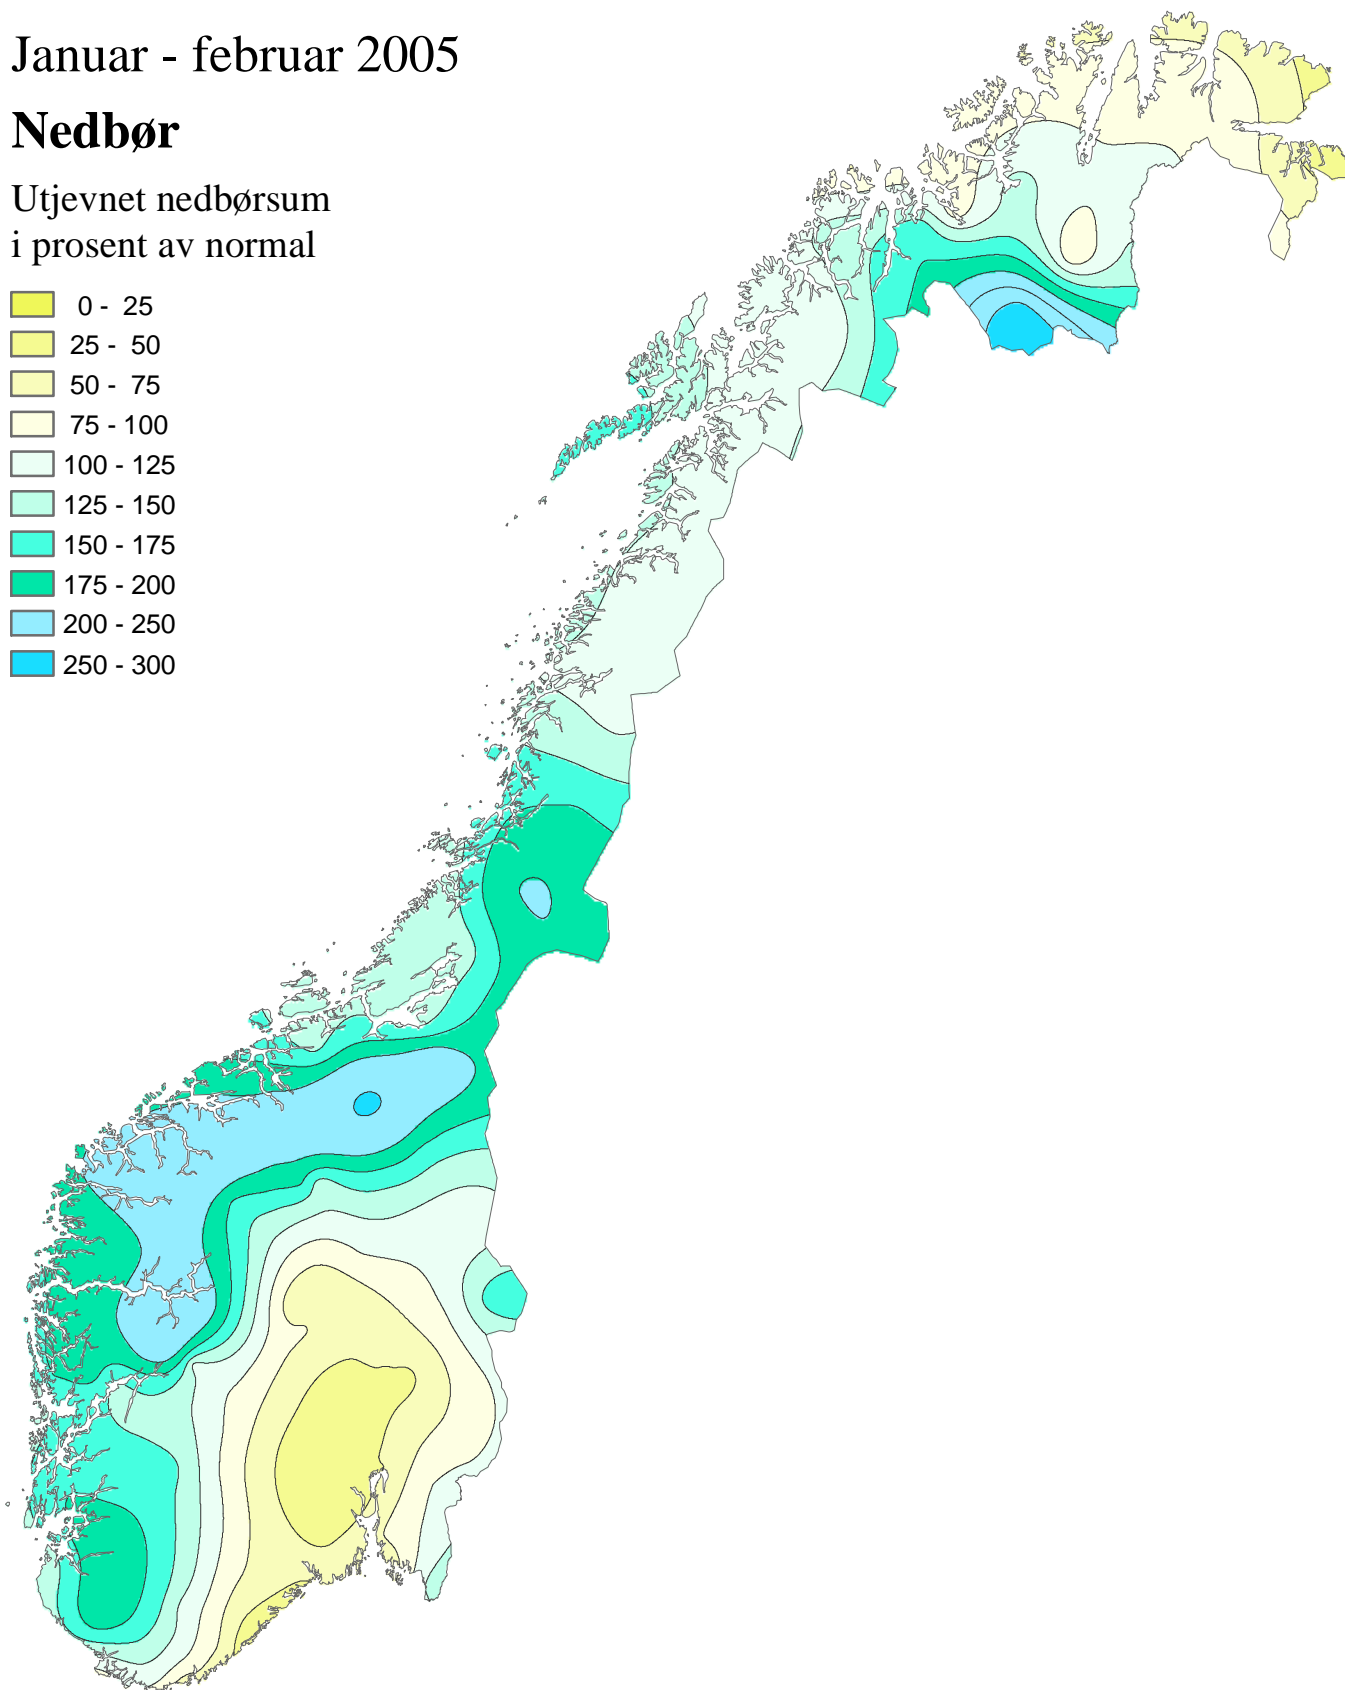 Januar - februar 2005
Nedbør
Utjevnet nedbørsum
i prosent av normal
0 - 25
25 - 50
50 - 75
75 - 100
100 - 125
125 - 150
150 - 175
175 - 200
200 - 250
250 - 300